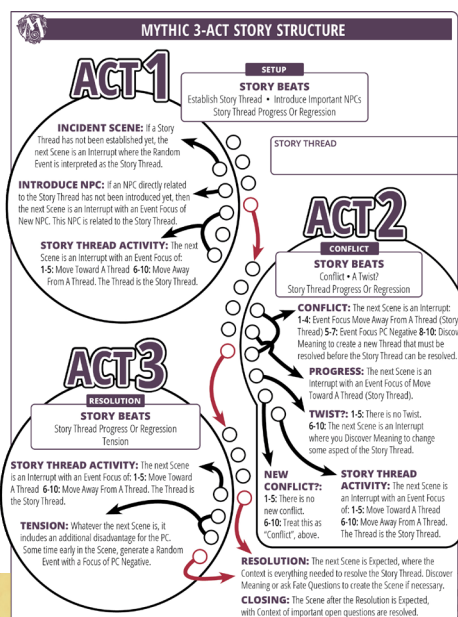 MYTHIC 3-ACT STORY STRUCTURE
ACT 1
SETUP
STORY BEATS
Establish Story Thread • Introduce Important NPCs
Story Thread Progress Or Regression
INCIDENT SCENE: If a Story
Thread has not been established yet, the
next Scene is an Interrupt where the Random
Event is interpreted as the Story Thread.
INTRODUCE NPC: If an NPC directly related
to the Story Thread has not been introduced yet, then
the next Scene is an Interrupt with an Event Focus of
New NPC. This NPC is related to the Story Thread.
STORY THREAD ACTIVITY: The next
Scene is an Interrupt with an Event Focus of:
1-5: Move Toward A Thread 6-10: Move Away
From A Thread. The Thread is the Story Thread.
STORY THREAD
ACT 2
CONFLICT
STORY BEATS
Conflict • A Twist?
Story Thread Progress Or Regression
CONFLICT: The next Scene is an Interrupt:
1-4: Event Focus Move Away From A Thread (Story
Thread) 5-7: Event Focus PC Negative 8-10: Discov
Meaning to create a new Thread that must be
resolved before the Story Thread can be resolved.
PROGRESS: The next Scene is an
Interrupt with an Event Focus of Move
Toward A Thread (Story Thread).
TWIST?: 1-5: There is no Twist.
6-10: The next Scene is an Interrupt
where you Discover Meaning to change
some aspect of the Story Thread.
NEW
CONFLICT?:
1-5: There is no
new conflict.
6-10: Treat this as
"Conflict", above.
STORY THREAD
ACTIVITY: The next Scene is
an Interrupt with an Event Focus
of: 1-5: Move Toward A Thread
6-10: Move Away From A Thread.
The Thread is the Story Thread.
ACT 3
RESOLUTION
STORY BEATS
Story Thread Progress Or Regression
Tension
STORY THREAD ACTIVITY: The next Scene
is an Interrupt with an Event Focus of: 1-5: Move Toward
A Thread 6-10: Move Away From A Thread. The Thread is
the Story Thread.
TENSION: Whatever the next Scene is, it
includes an additional disadvantage for the PC.
Some time early in the Scene, generate a Random
Event with a Focus of PC Negative.
RESOLUTION: The next Scene is Expected, where the
Context is everything needed to resolve the Story Thread. Discover
Meaning or ask Fate Questions to create the Scene if necessary.
CLOSING: The Scene after the Resolution is Expected,
with Context of important open questions are resolved.